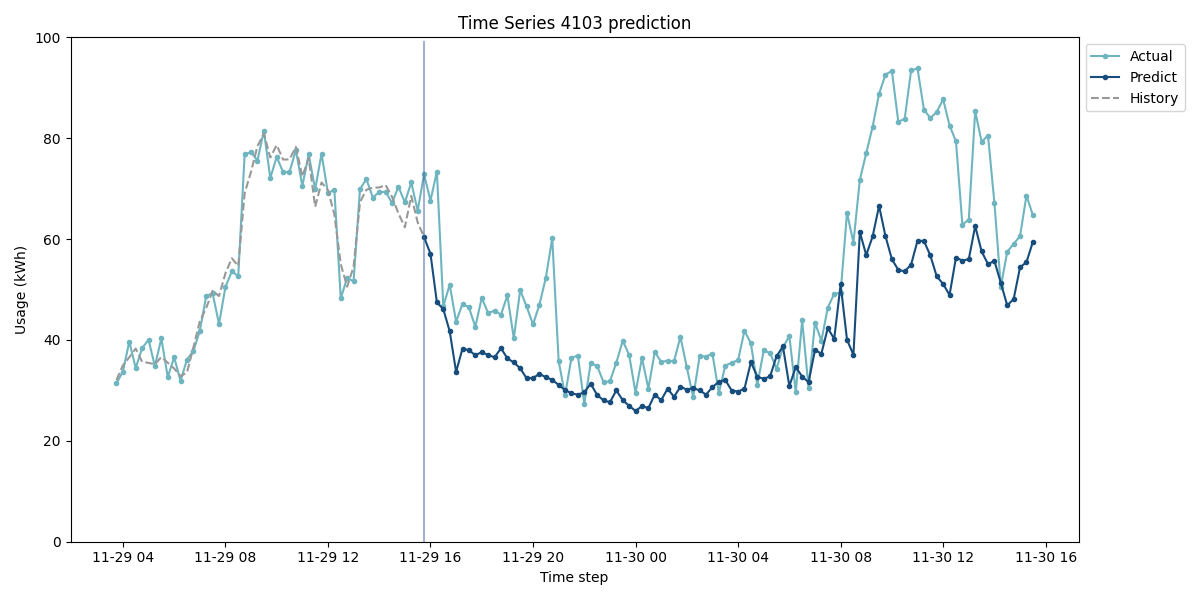 Time Series 4103 prediction
Usage (kWh)
100
80
60
40
20
0
11-29 04
11-29 08
11-29 12
11-29 16
11-29 20
11-30 00
11-30 04
11-30 08
11-30 12
11-30 16
Time step
Actual
Predict
History